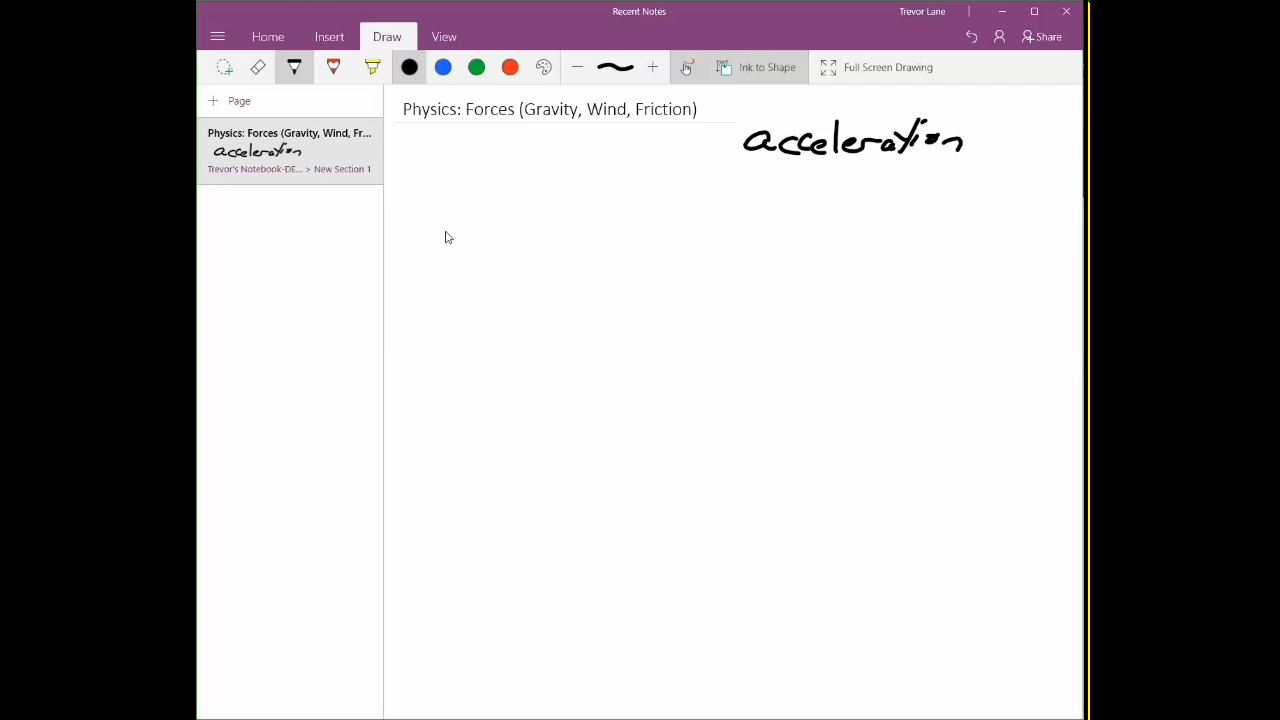 Recent Notes
Trevor Lane
Home Insert Draw View
Share
Ink to Shape
Full Screen Drawing
Page
Physics: Forces (Gravity, Wind, Fr...
acceleration
Trevor's Notebook-DE... > New Section 1
Physics: Forces (Gravity, Wind, Friction)
acceleration